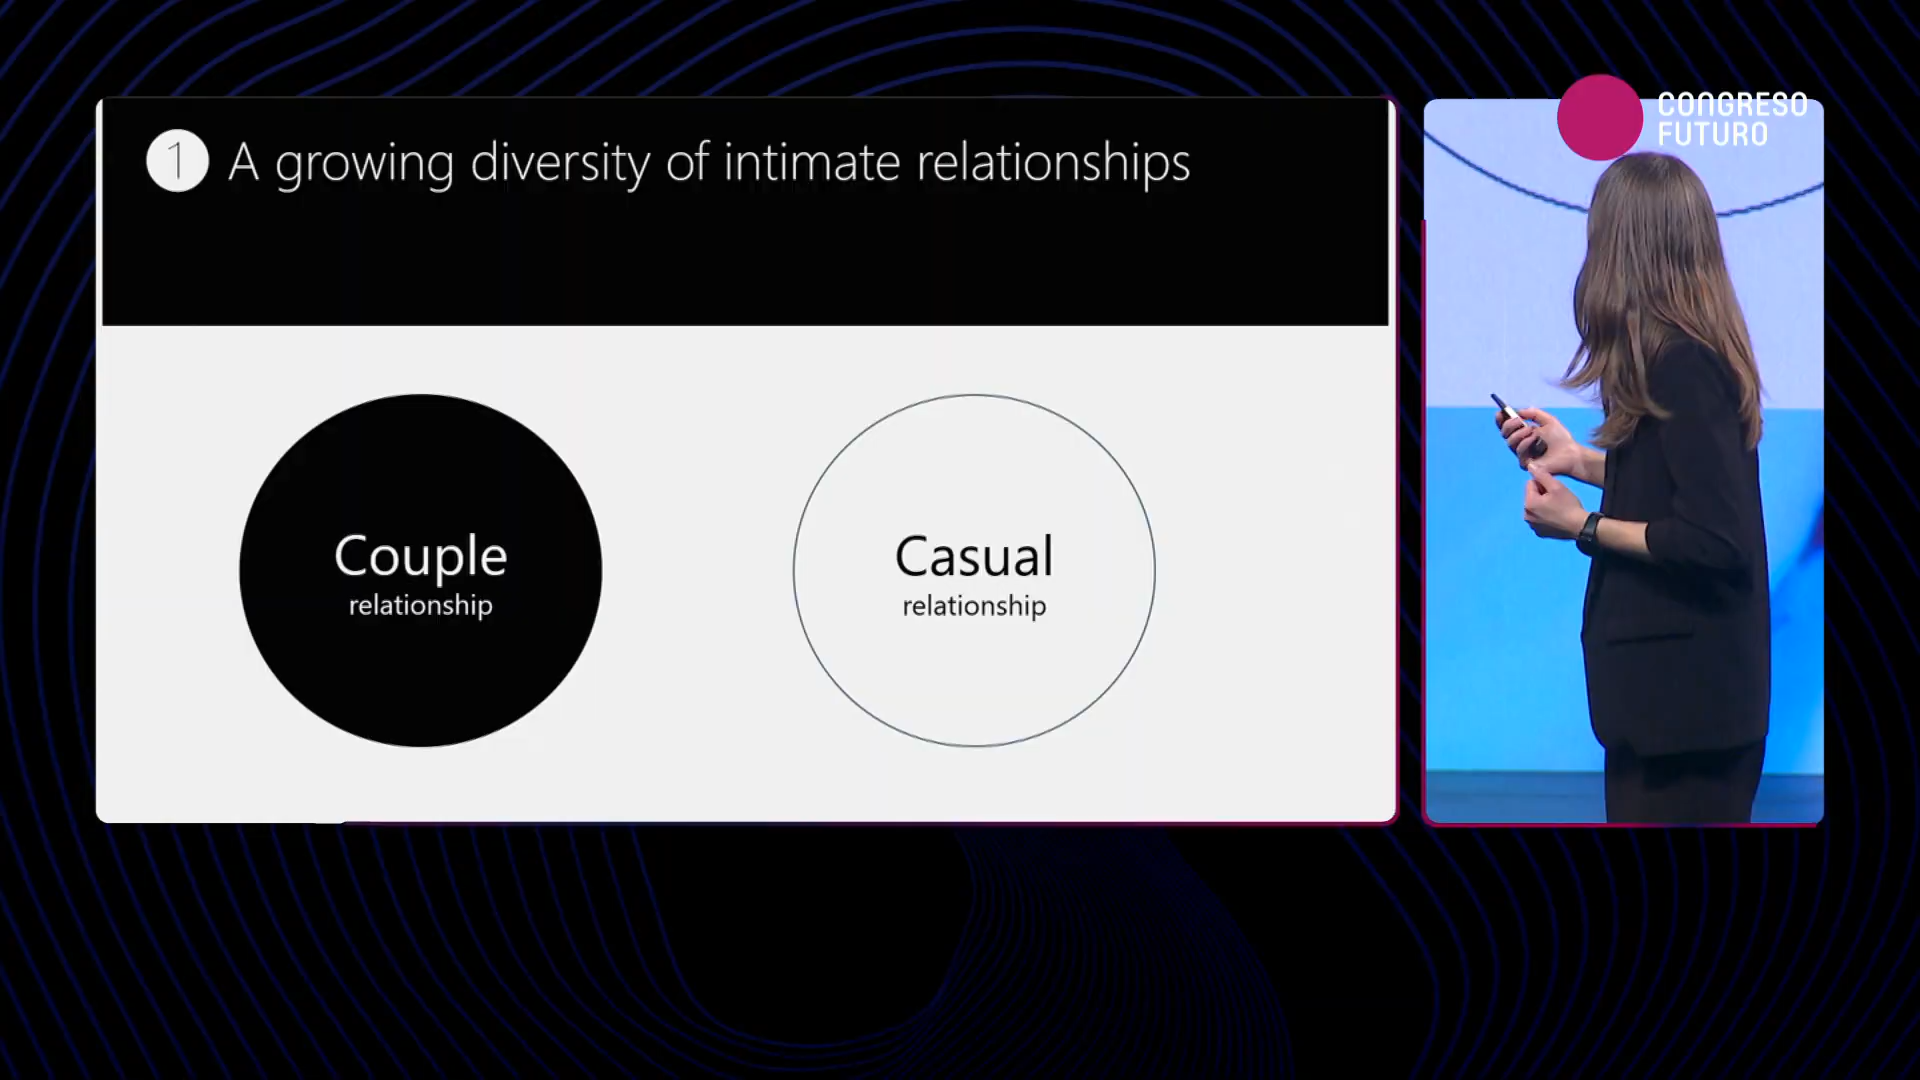 1 A growing diversity of intimate relationships
Couple
relationship
Casual
relationship
CONGRESO
FUTURO